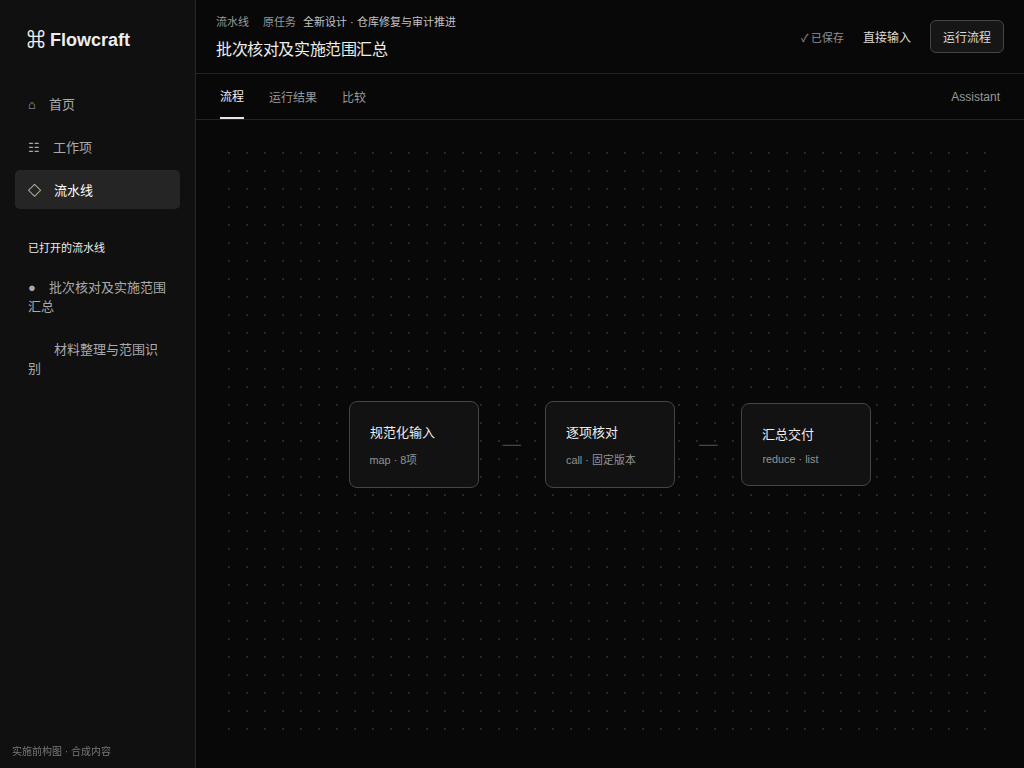 ⌘ Flowcraft
⌂ 首页
☷ 工作项
◇ 流水线
已打开的流水线
● 批次核对及实施范围
汇总
材料整理与范围识
别
实施前构图 · 合成内容
流水线 原任务 全新设计 · 仓库修复与审计推进
批次核对及实施范围汇总
✓已保存
直接输入
运行流程
流程
运行结果
比较
Assistant
规范化输入
map · 8项
—
逐项核对
call · 固定版本
—
汇总交付
reduce · list